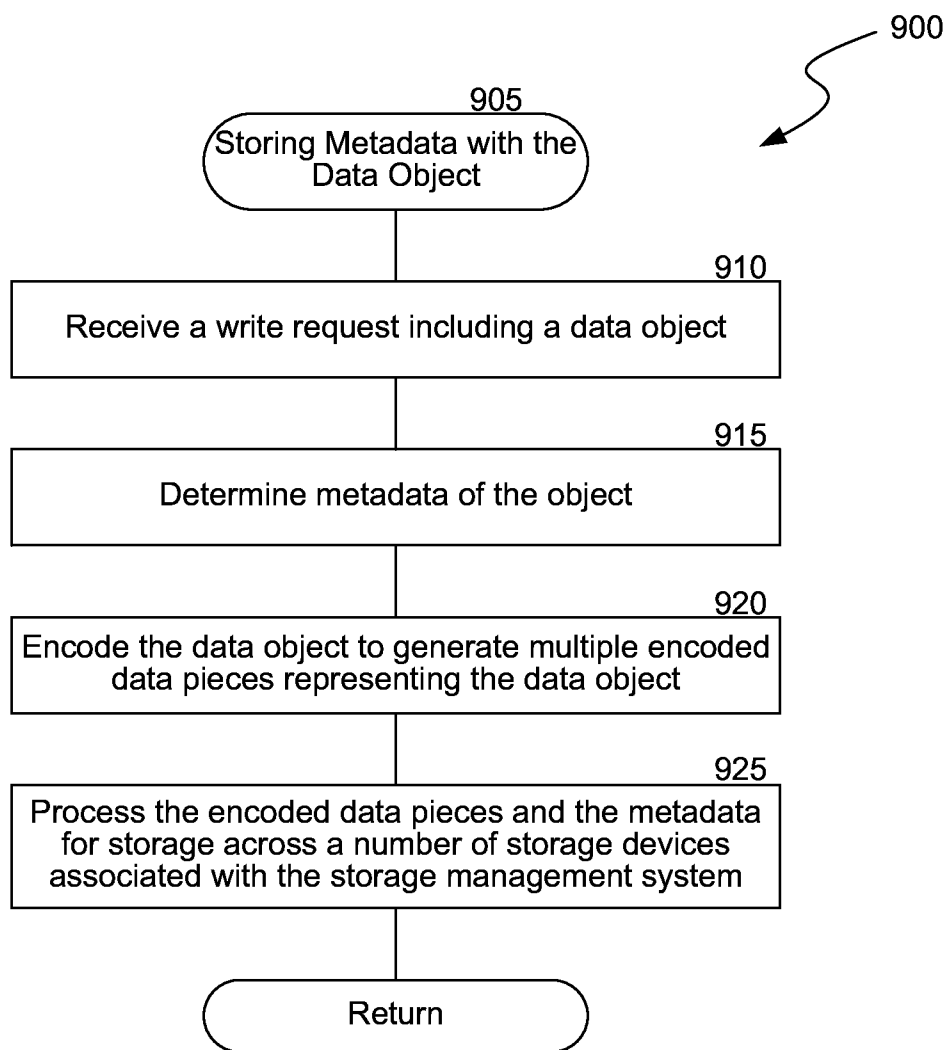 900
905
Storing Metadata with the
Data Object
910
Receive a write request including a data object
915
Determine metadata of the object
920
Encode the data object to generate multiple encoded
data pieces representing the data object
925
Process the encoded data pieces and the metadata
for storage across a number of storage devices
associated with the storage management system
Return